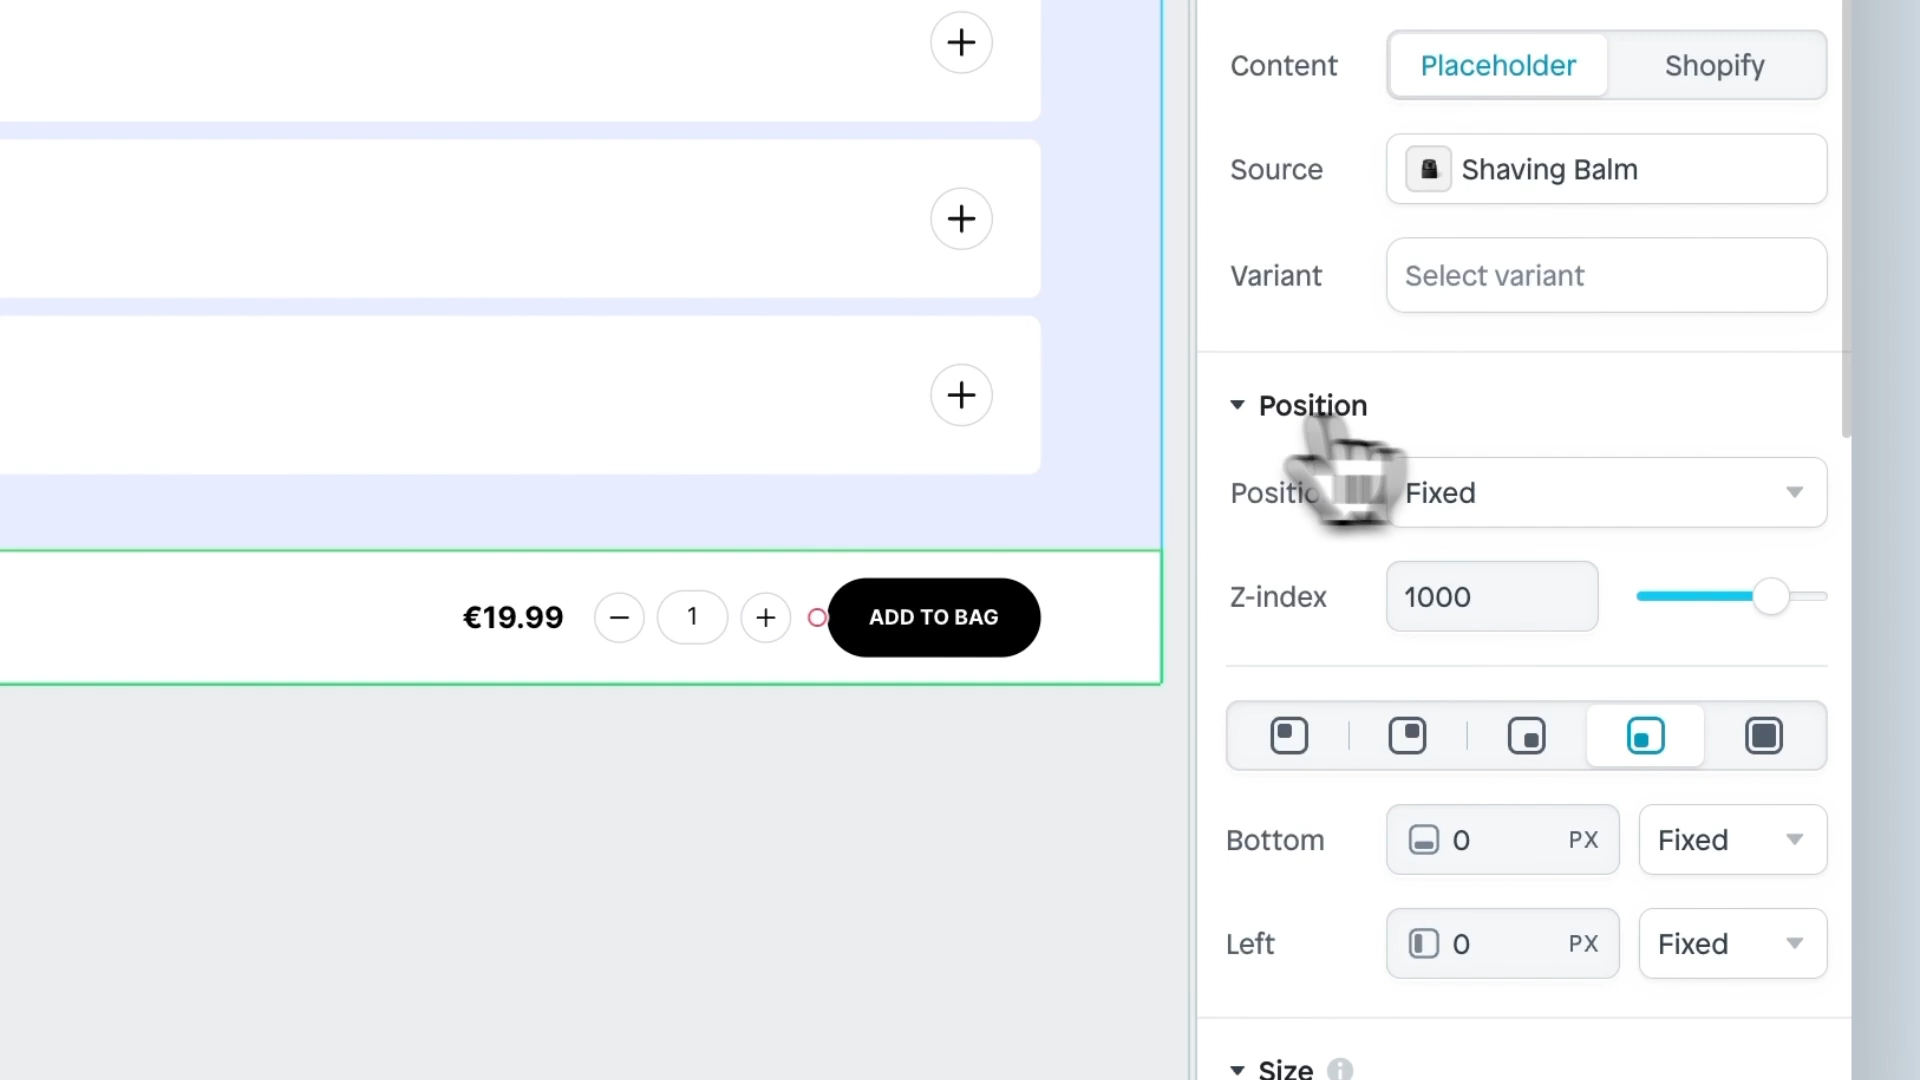 Content
Placeholder
Shopify
Source
Shaving Balm
Variant
Select variant
Position
Fixed
Z-index
1000
€19.99
1
ADD TO BAG
Bottom
0
PX
Fixed
Left
0
PX
Fixed
Size